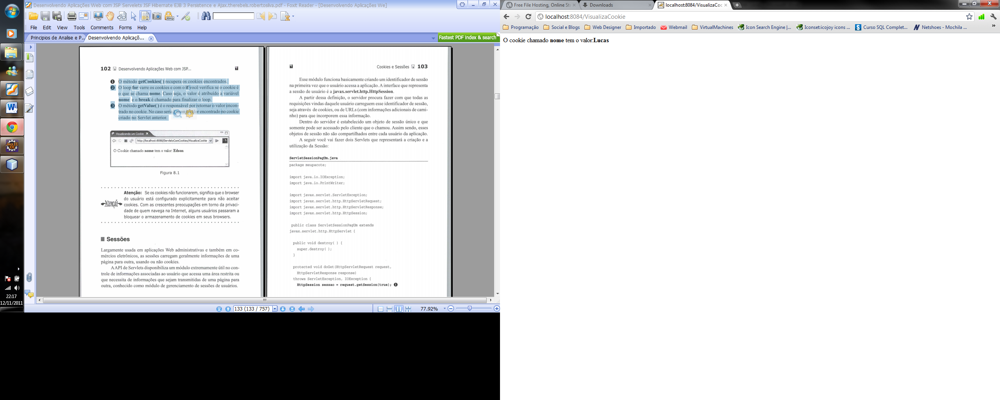 Desenvolvendo Aplicações Web com JSP Servelets JSF Hibernate EJB 3 Persistence e Ajax.therebels.robertosilva.pdf - Foxit Reader - [Desenvolvendo Aplicações We]
RMS
File Edit View Tools Comments Forms Help
Principios de Analise e P... Desenvolvendo Aplicaçõ... Fastest PDF index & search
102 Desenvolvendo Aplicações Web com JSP...
1 O método getCookies( ) recupera os cookies encontrados.
2 O loop for varre os cookies e com o if você verifica se o cookie é
o que se chama nome. Caso seja, o valor é atribuído a variável
nome e o break é chamado para finalizar o loop.
3 O método getValue( ) é o responsável por retornar o valor encon-
trado no cookie. No caso seria Edson o valor encontrado no cookie
criado no Servlet anterior.
Visualizando um Cookie
http://localhost:8080/ServletsComCookies/VisualizaCookie
O Cookie chamado nome tem o valor: Edson
Figura 8.1
Atenção: Se os cookies não funcionarem, significa que o browser
do usuário está configurado explicitamente para não aceitar
Atenção cookies. Com as crescentes preocupações em torno da privaci-
dade de quem navega na Internet, alguns usuários passaram a
bloquear o armazenamento de cookies em seus browsers.
Sessões
Largamente usada em aplicações Web administrativas e também em co-
mércios eletrônicos, as sessões carregam geralmente informações de uma
página para outra, usando ou não cookies.
A API de Servlets disponibiliza um módulo extremamente útil no con-
trole de informações associadas ao usuário que acessa uma área restrita ou
que necessita de informações que sejam transmitidas de uma página para
outra, conhecido como módulo de gerenciamento de sessões de usuários.
Cookies e Sessões 103
Esse módulo funciona basicamente criando um identificador de sessão
na primeira vez que o usuário acessa a aplicação. A interface que representa
a sessão de usuário é a javax.servlet.http.HttpSession.
A partir dessa definição, o servidor procura fazer com que todas as
requisições vindas daquele usuário carreguem esse identificador de sessão,
seja através de cookies, ou de URLs (com informações adicionais de cami-
nho) para que incorporem essa informação.
Dentro do servidor é estabelecido um objeto de sessão único e que
somente pode ser acessado pelo cliente que o chamou. Assim sendo, esses
objetos de sessão não são compartilhados entre cada usuário da aplicação.
A seguir você vai fazer dois Servlets que representará a criação e a
utilização da Sessão:
ServletSessionPagUm.java
package meupacote;
import java.io.IOException;
import java.io.PrintWriter;
import javax.servlet.ServletException;
import javax.servlet.http.HttpServletRequest;
import javax.servlet.http.HttpServletResponse;
import javax.servlet.http.HttpSession;
public class ServletSessionPagUm extends
javax.servlet.http.HttpServlet {
public void destroy( ) {
super.destroy( );
}
protected void doGet(HttpServletRequest request,
HttpServletResponse response)
throws ServletException, IOException {
HttpSession sessao = request.getSession(true); 1
133 (133 / 757) 77.92%
Java EE
IDE
22:17
12/11/2011
Free File Hosting, Online Sto Downloads localhost:8084/VisualizaCoo
localhost:8084/VisualizaCookie
Programação Social e Blogs Web Designer Importado Webmail VirtualMachines Icon Search Engine |... Iconset:icojoy icons ... Curso SQL Complet... Netshoes - Mochila ... »
O cookie chamado nome tem o valor:Lucas